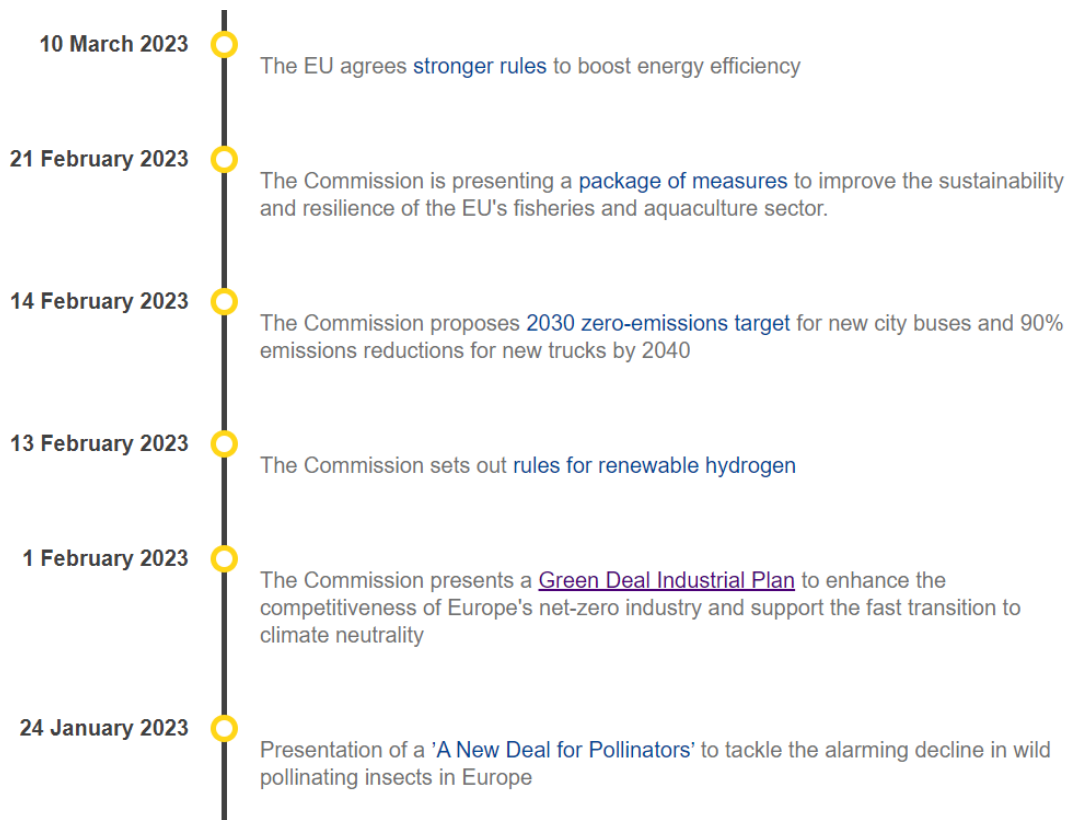 10 March 2023
The EU agrees stronger rules to boost energy efficiency
21 February 2023
The Commission is presenting a package of measures to improve the sustainability
and resilience of the EU's fisheries and aquaculture sector.
14 February 2023
The Commission proposes 2030 zero-emissions target for new city buses and 90%
emissions reductions for new trucks by 2040
13 February 2023
The Commission sets out rules for renewable hydrogen
1 February 2023
The Commission presents a Green Deal Industrial Plan to enhance the
competitiveness of Europe's net-zero industry and support the fast transition to
climate neutrality
24 January 2023
Presentation of a ’A New Deal for Pollinators’ to tackle the alarming decline in wild
pollinating insects in Europe